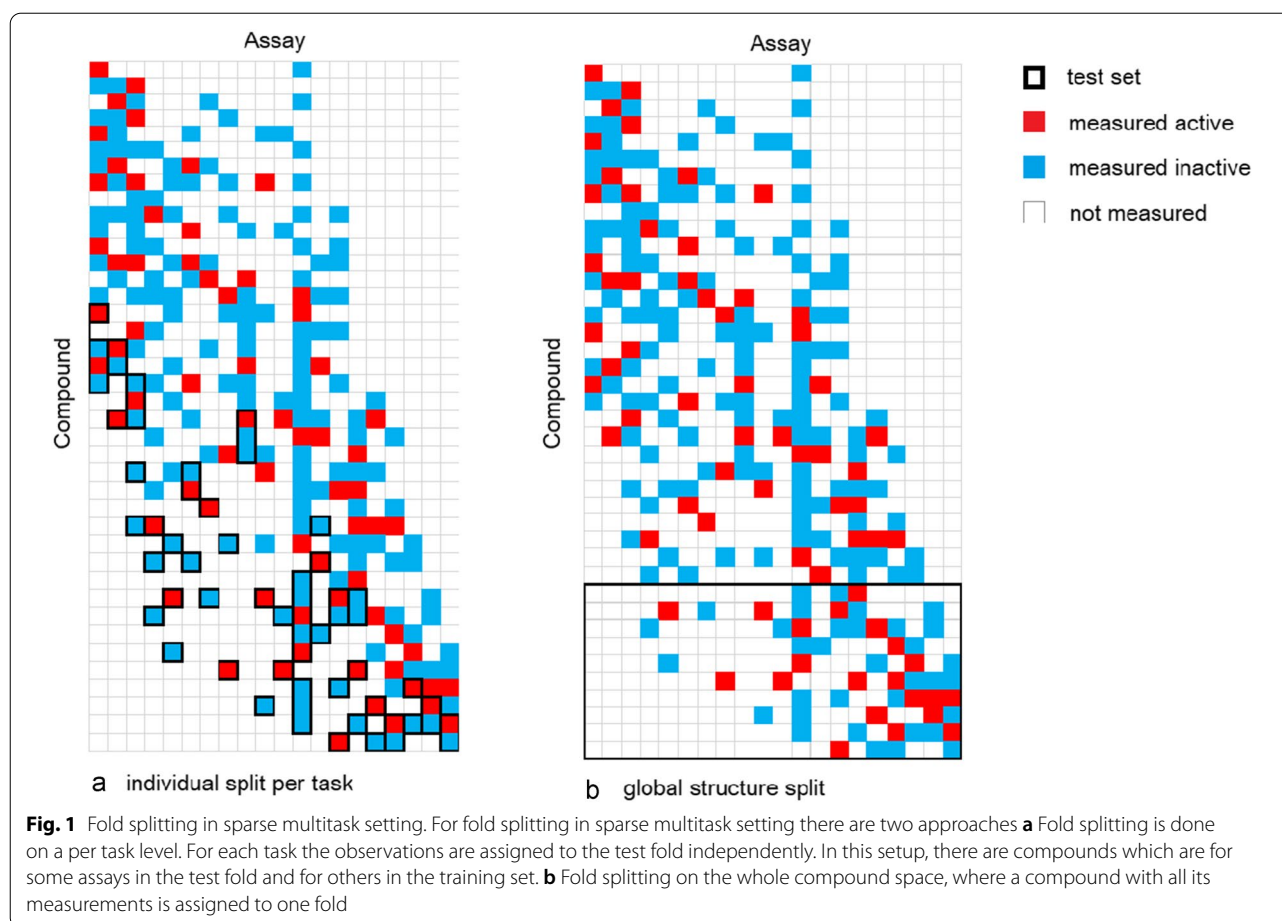 Assay
Assay
test set
measured active
measured inactive
not measured
Compound
Compound
a individual split per task
b global structure split
Fig. 1 Fold splitting in sparse multitask setting. For fold splitting in sparse multitask setting there are two approaches a Fold splitting is done
on a per task level. For each task the observations are assigned to the test fold independently. In this setup, there are compounds which are for
some assays in the test fold and for others in the training set. b Fold splitting on the whole compound space, where a compound with all its
measurements is assigned to one fold